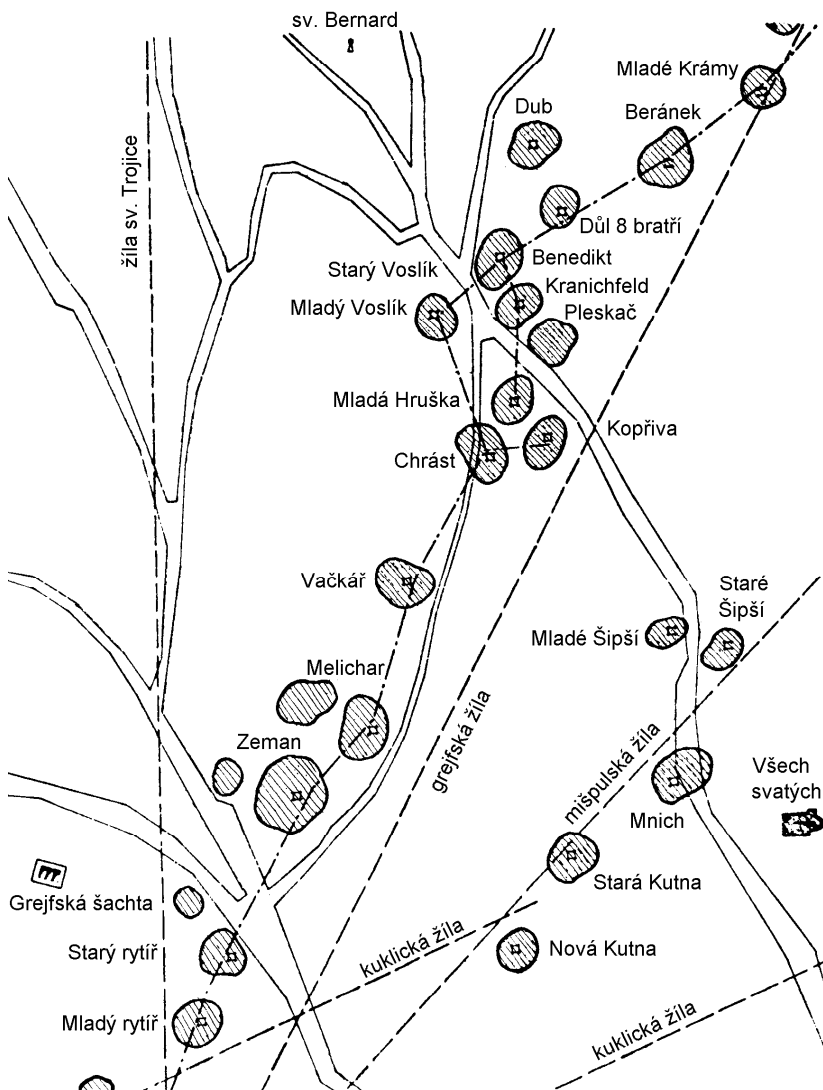 sv. Bernard
Mladé Krámy
Dub
Beránek
žíla sv. Trojice
Důl 8 bratří
Starý Voslík
Benedikt
Kranichfeld
Mladý Voslík
Pleskač
Mladá Hruška
Kopřiva
Chrást
Vačkář
Staré
Šipší
Mladé Šipší
Melichar
Zeman
grejfská žíla
mišpulská žíla
Všech
svatých
Mnich
Stará Kutna
Grejfská šachta
Starý rytíř
kuklická žíla
Nová Kutna
Mladý rytíř
kuklická žíla